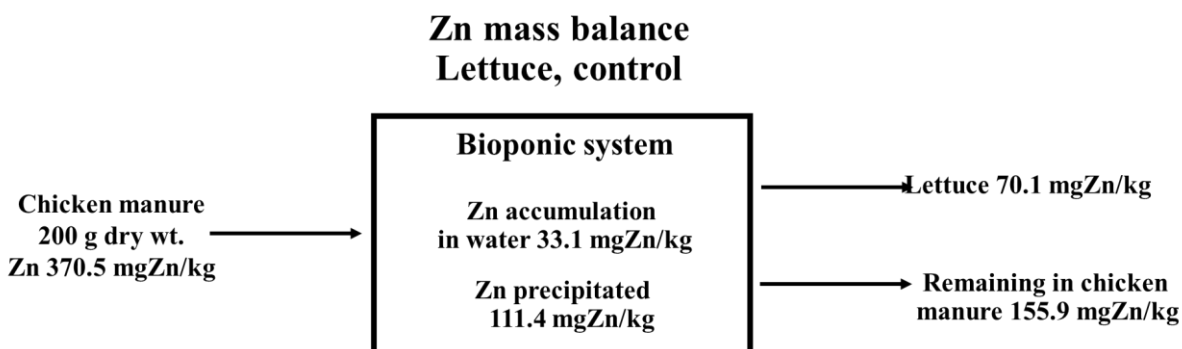 Zn mass balance
Lettuce, control
Bioponic system
Chicken manure
200 g dry wt.
Zn 370.5 mgZn/kg
Zn accumulation
in water 33.1 mgZn/kg
Zn precipitated
111.4 mgZn/kg
Lettuce 70.1 mgZn/kg
Remaining in chicken
manure 155.9 mgZn/kg